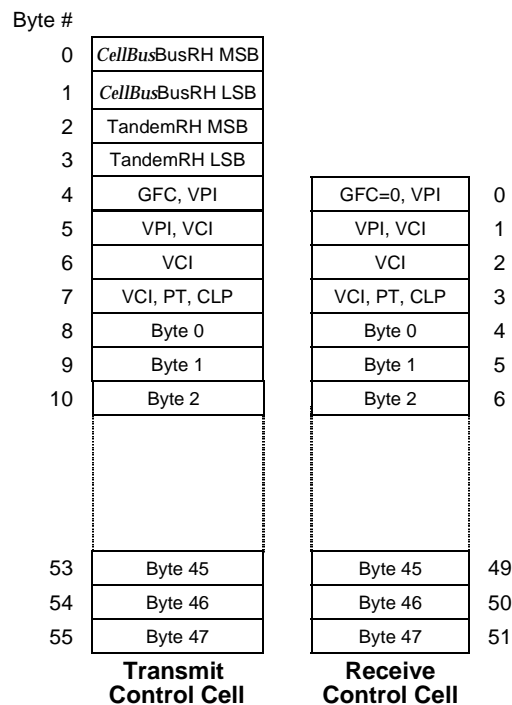 Byte #
0 CellBusBusRH MSB
1 CellBusBusRH LSB
2 TandemRH MSB
3 TandemRH LSB
4 GFC, VPI GFC=0, VPI 0
5 VPI, VCI VPI, VCI 1
6 VCI VCI 2
7 VCI, PT, CLP VCI, PT, CLP 3
8 Byte 0 Byte 0 4
9 Byte 1 Byte 1 5
10 Byte 2 Byte 2 6
53 Byte 45 Byte 45 49
54 Byte 46 Byte 46 50
55 Byte 47 Byte 47 51
Transmit Receive
Control Cell Control Cell